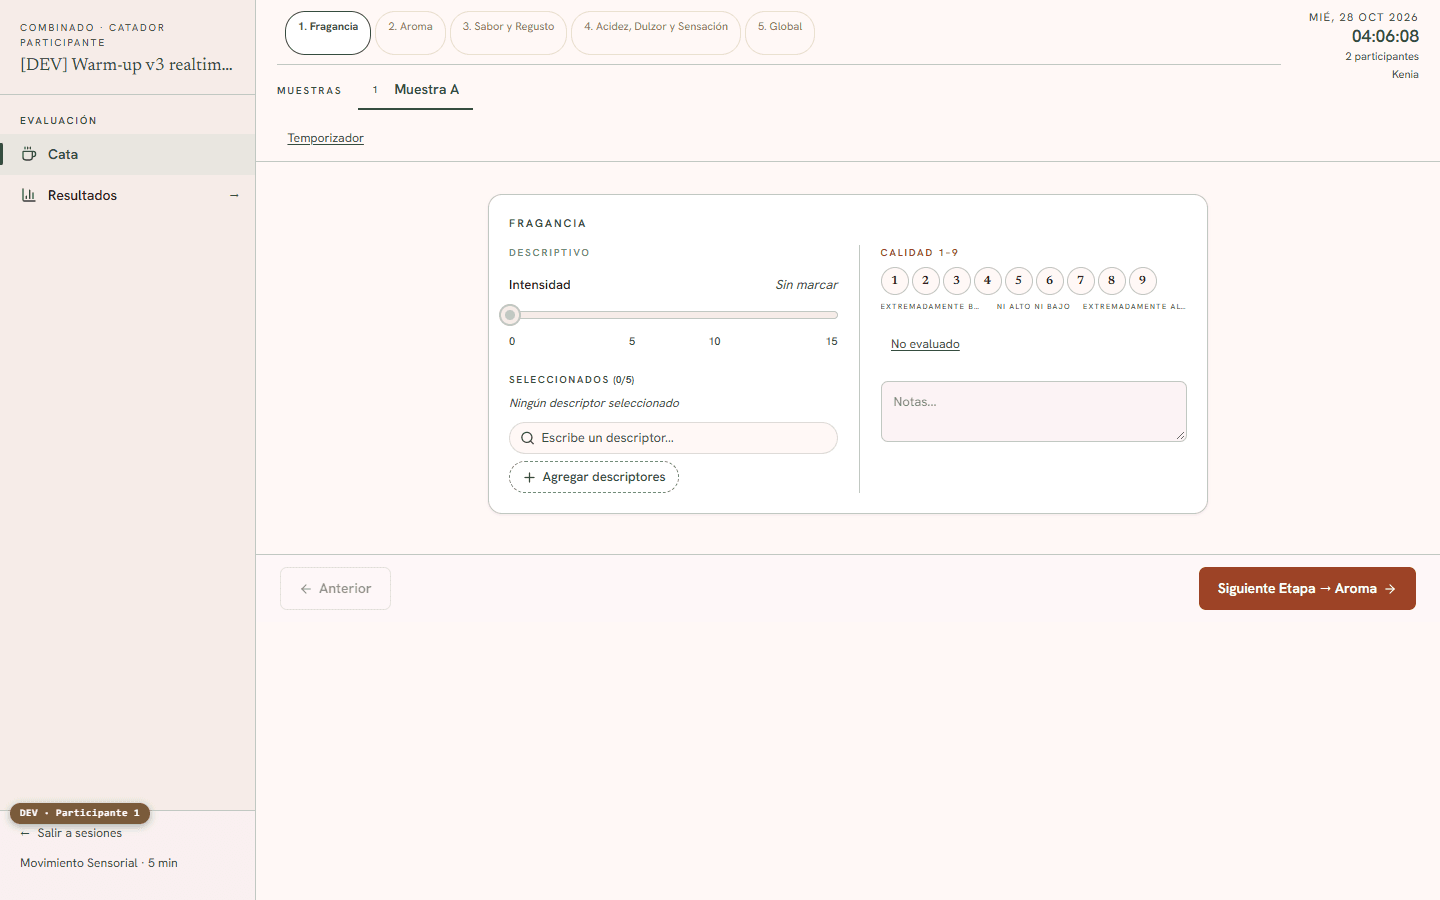 COMBINADO · CATADOR
PARTICIPANTE
[DEV] Warm-up v3 realtim...
EVALUACIÓN
Cata
Resultados →
DEV · Participante 1
← Salir a sesiones
Movimiento Sensorial · 5 min
1. Fragancia
2. Aroma
3. Sabor y Regusto
4. Acidez, Dulzor y Sensación
5. Global
MIÉ, 28 OCT 2026
04:06:08
2 participantes
Kenia
MUESTRAS
1 Muestra A
Temporizador
FRAGANCIA
DESCRIPTIVO
Intensidad
Sin marcar
0 5 10 15
SELECCIONADOS (0/5)
Ningún descriptor seleccionado
Escribe un descriptor...
+ Agregar descriptores
CALIDAD 1–9
1 2 3 4 5 6 7 8 9
EXTREMADAMENTE B... NI ALTO NI BAJO EXTREMADAMENTE AL...
No evaluado
Notas...
← Anterior
Siguiente Etapa → Aroma →